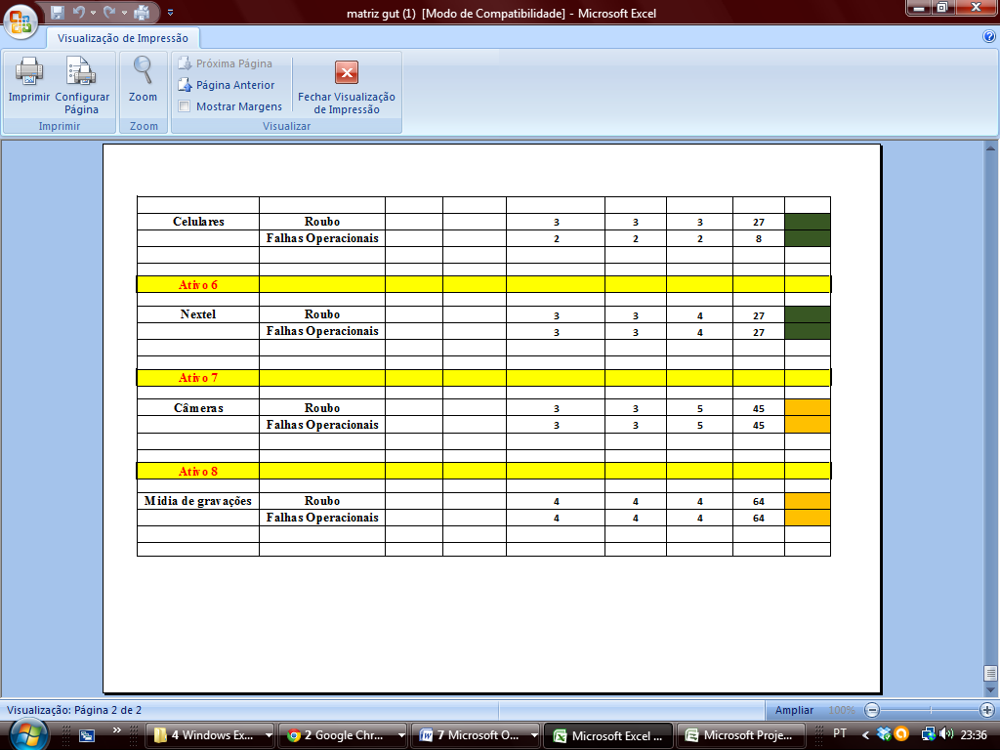 matriz gut (1) [Modo de Compatibilidade] - Microsoft Excel
Visualização de Impressão
Imprimir
Configurar Página
Zoom
Próxima Página
Página Anterior
Mostrar Margens
Fechar Visualização de Impressão
Imprimir Zoom Visualizar
Celulares Roubo 3 3 3 27
Falhas Operacionais 2 2 2 8
Ativo 6
Nextel Roubo 3 3 4 27
Falhas Operacionais 3 3 4 27
Ativo 7
Câmeras Roubo 3 3 5 45
Falhas Operacionais 3 3 5 45
Ativo 8
Midia de gravações Roubo 4 4 4 64
Falhas Operacionais 4 4 4 64
Visualização: Página 2 de 2 Ampliar 100%
4 Windows Ex... 2 Google Chr... 7 Microsoft O... Microsoft Excel ... Microsoft Proje... PT 23:36